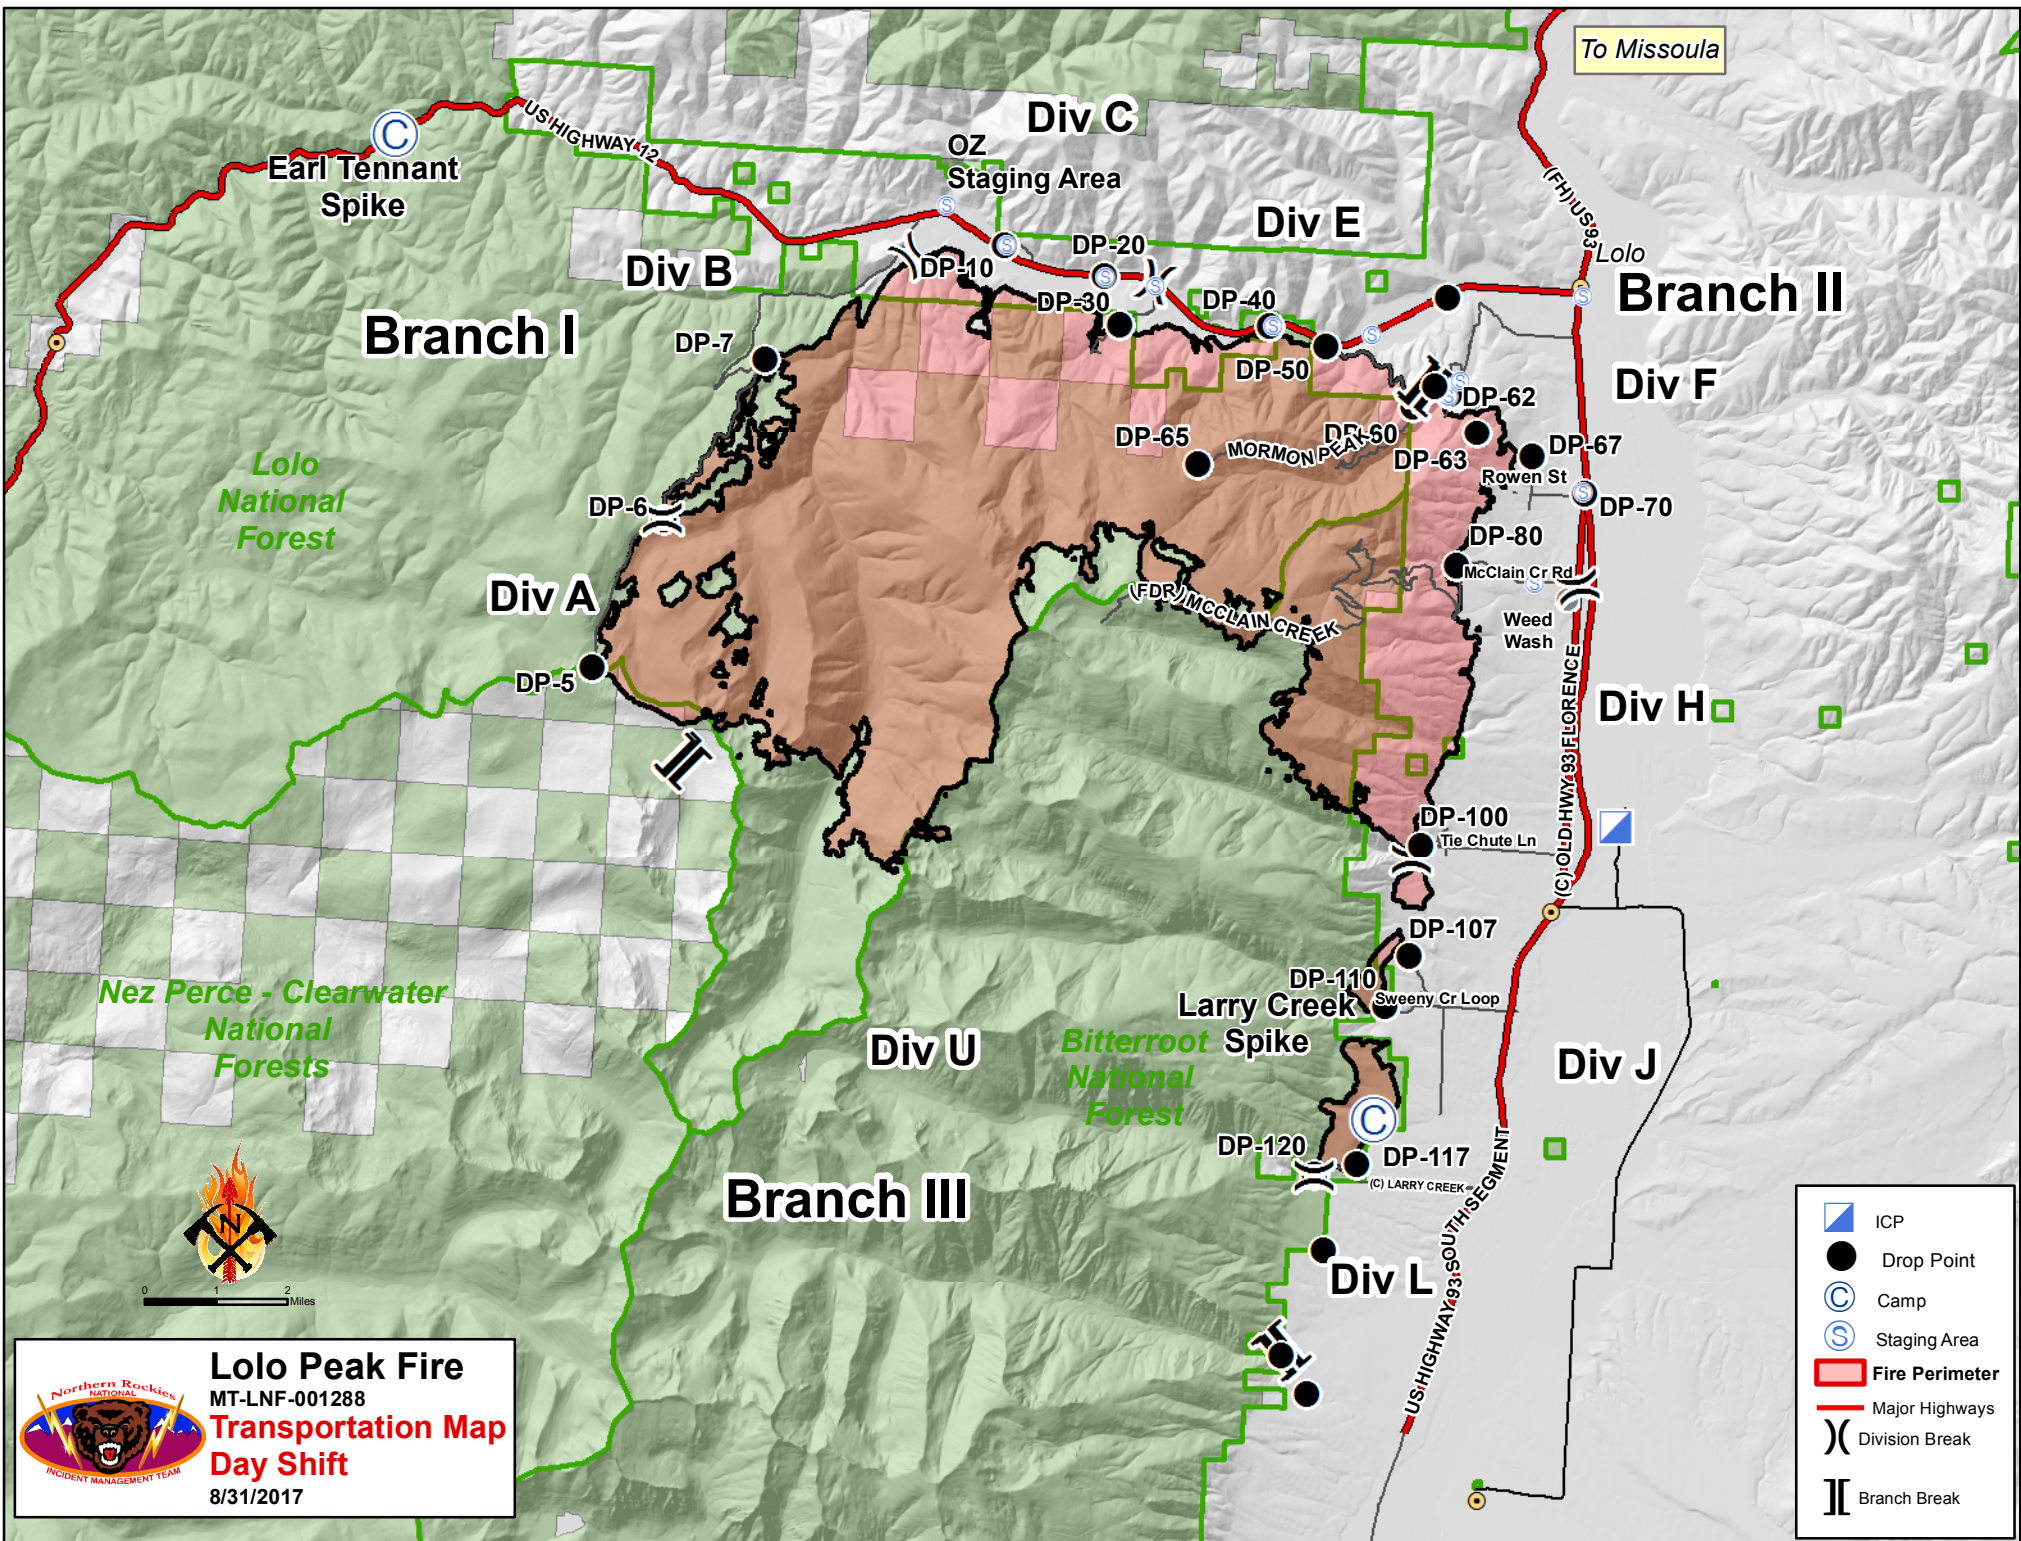 To Missoula
Div C
US HIGHWAY 12
OZ
Staging Area
C
Earl Tennant
Spike
(FH) US 93
S
Div E
Lolo
DP-20
Div B
DP-10
S
S
S
Branch II
DP-30
DP-40
S
S
S
Branch I
DP-7
DP-50
S
Div F
DP-62
DP-65
DP-60
MORMON PEAK
DP-63
DP-67
Rowen St
Lolo
National
Forest
DP-6
S
DP-70
DP-80
McClain Cr Rd
S
Div A
(FDR) MCCLAIN CREEK
Weed
Wash
DP-5
Div H
(C) OLD HWY 93 FLORENCE
DP-100
Tie Chute Ln
DP-107
DP-110
Sweeny Cr Loop
Larry Creek
Spike
Nez Perce - Clearwater
National
Forests
Div U
Bitterroot
National
Forest
Div J
C
DP-120
DP-117
(C) LARRY CREEK
Branch III
US HIGHWAY 93 SOUTH SEGMENT
Div L
N
0 1 2
Miles
Northern Rockies
NATIONAL
INCIDENT MANAGEMENT TEAM
Lolo Peak Fire
MT-LNF-001288
Transportation Map
Day Shift
8/31/2017
ICP
Drop Point
C Camp
S Staging Area
Fire Perimeter
Major Highways
Division Break
Branch Break